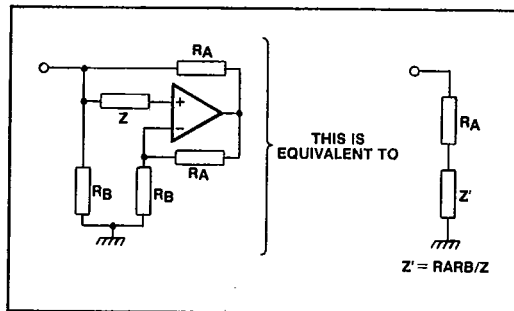 RA
Z
+
−
RA
RB
RB
THIS IS
EQUIVALENT TO
RA
Z'
Z' = RARB/Z